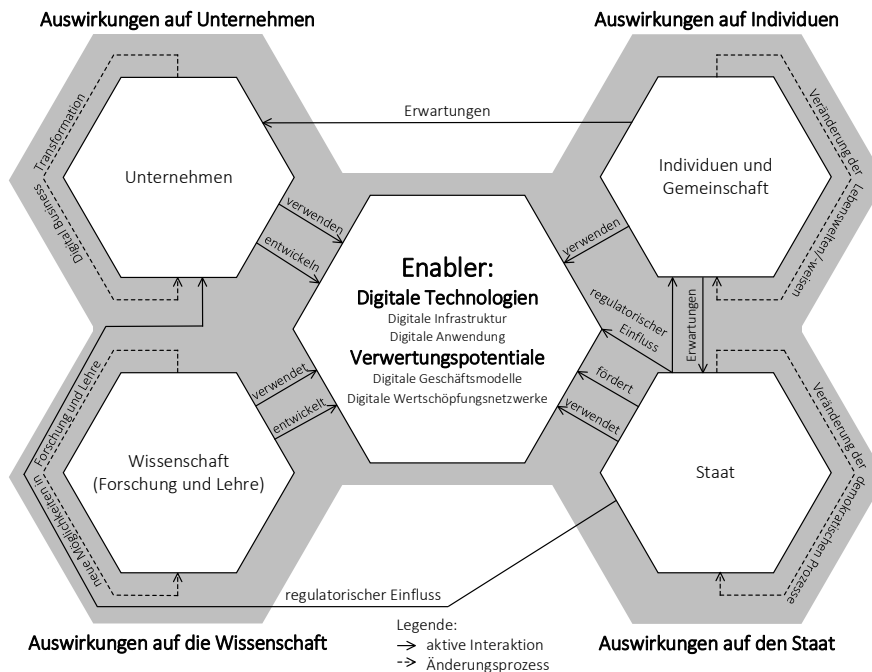 Auswirkungen auf Unternehmen
Auswirkungen auf Individuen
Digital Business Transformation
Unternehmen
Erwartungen
Individuen und
Gemeinschaft
Veränderung der
Lebenswelten/-weisen
verwenden
entwickeln
verwenden
Enabler:
Digitale Technologien
Digitale Infrastruktur
Digitale Anwendung
Verwertungspotentiale
Digitale Geschäftsmodelle
Digitale Wertschöpfungsnetzwerke
regulatorischer
Einfluss
Erwartungen
verwendet
entwickelt
fördert
verwendet
neue Möglichkeiten in Forschung und Lehre
Wissenschaft
(Forschung und Lehre)
Staat
Veränderung der
demokratischen Prozesse
regulatorischer Einfluss
Auswirkungen auf die Wissenschaft
Auswirkungen auf den Staat
Legende:
aktive Interaktion
Änderungsprozess